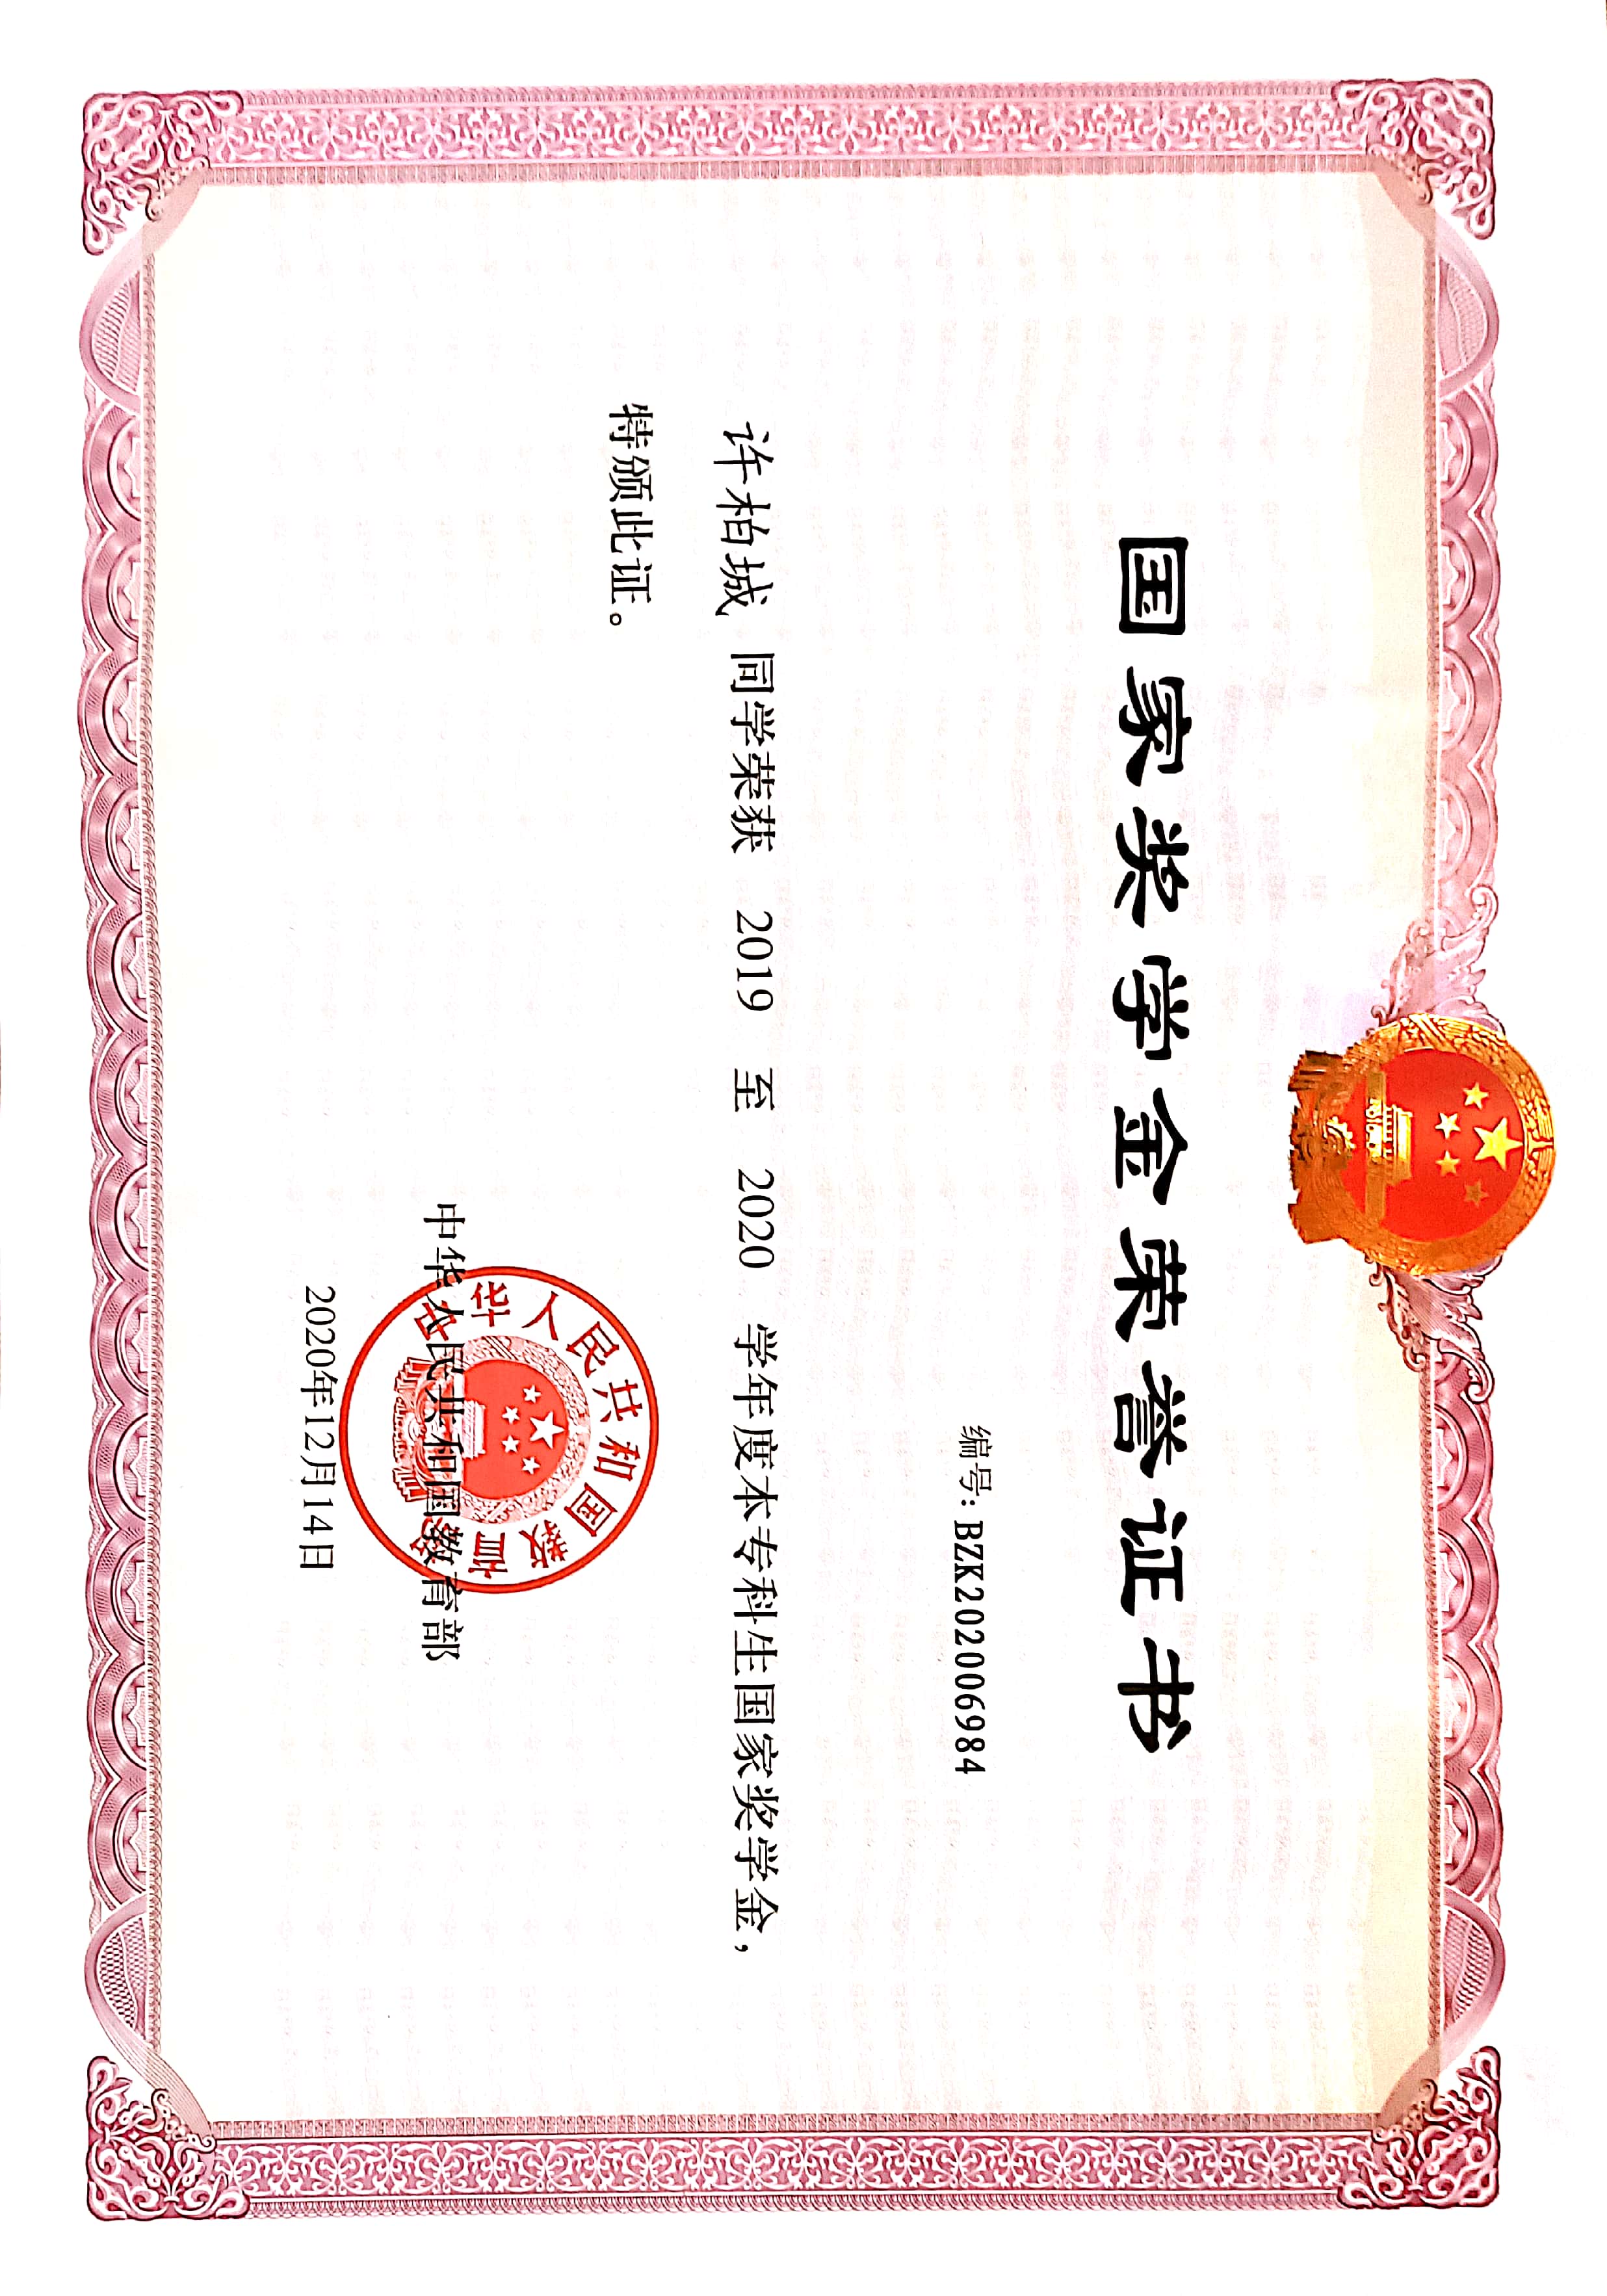 国家奖学金荣誉证书
编号: BZK202006984
许柏城 同学荣获 2019 至 2020 学年度本专科生国家奖学金，
特颁此证。
中华人民共和国教育部
中华人民共和国教育部
2020年12月14日